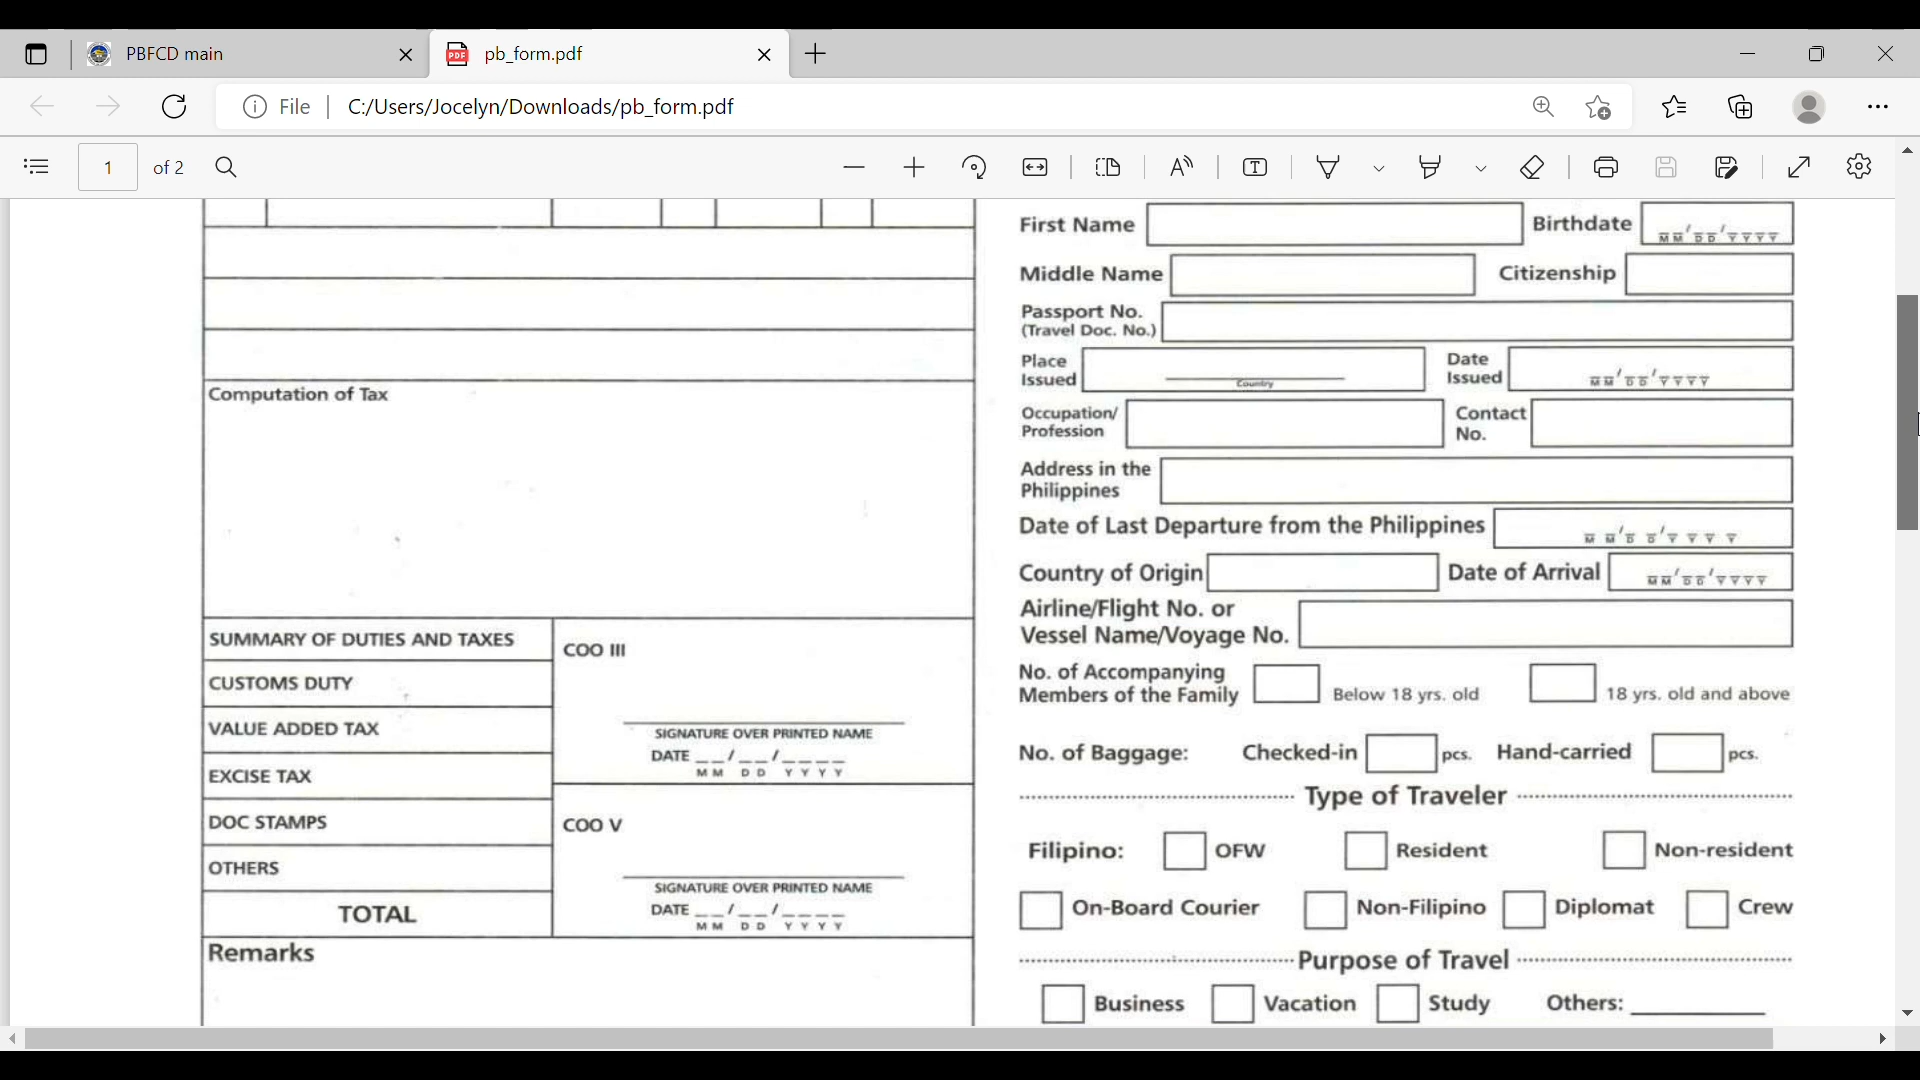 PBFCD main
pb_form.pdf
File
C:/Users/Jocelyn/Downloads/pb_form.pdf
1 of 2
First Name
Birthdate
MM/DD/YYYY
Middle Name
Citizenship
Passport No.
(Travel Doc. No.)
Place
Issued
Country
Date
Issued
MM/DD/YYYY
Occupation/
Profession
Contact
No.
Address in the
Philippines
Date of Last Departure from the Philippines
M M/D D/Y Y Y Y
Country of Origin
Date of Arrival
MM/DD/YYYY
Airline/Flight No. or
Vessel Name/Voyage No.
No. of Accompanying
Members of the Family
Below 18 yrs. old
18 yrs. old and above
No. of Baggage: Checked-in pcs. Hand-carried pcs.
Type of Traveler
Filipino: OFW Resident Non-resident
On-Board Courier Non-Filipino Diplomat Crew
Purpose of Travel
Business Vacation Study Others:
Computation of Tax
SUMMARY OF DUTIES AND TAXES
CUSTOMS DUTY
VALUE ADDED TAX
EXCISE TAX
DOC STAMPS
OTHERS
TOTAL
COO III
SIGNATURE OVER PRINTED NAME
DATE __/__/____
MM DD YYYY
COO V
SIGNATURE OVER PRINTED NAME
DATE __/__/____
MM DD YYYY
Remarks